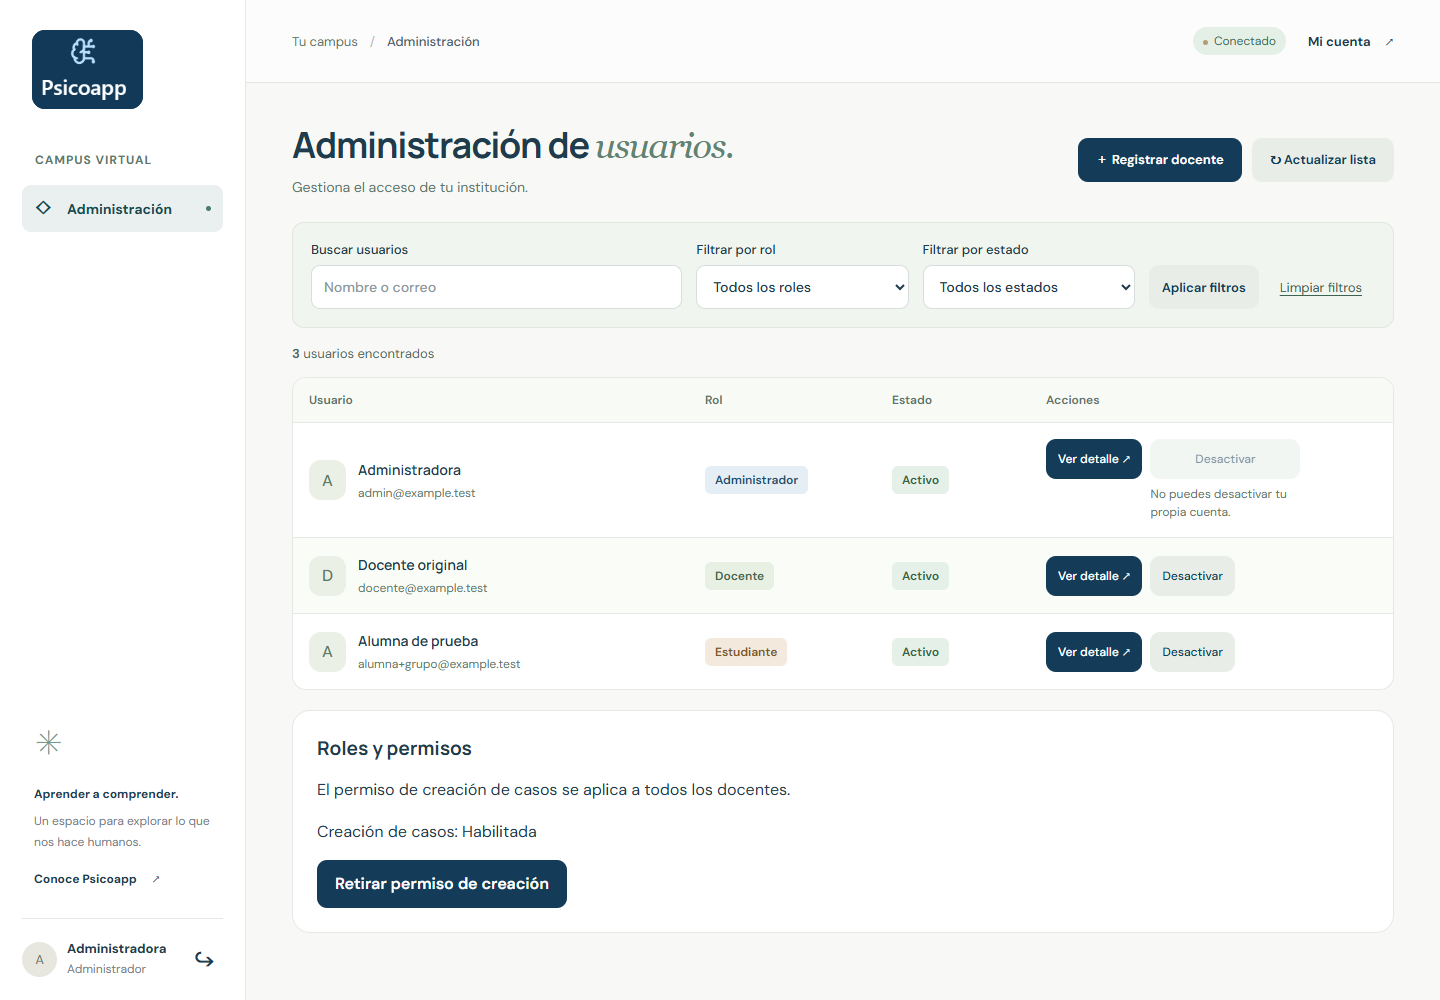 Psicoapp
CAMPUS VIRTUAL
Administración
Aprender a comprender.
Un espacio para explorar lo que
nos hace humanos.
Conoce Psicoapp ↗
A
Administradora
Administrador
Tu campus / Administración
Conectado
Mi cuenta ↗
Administración de usuarios.
Gestiona el acceso de tu institución.
+ Registrar docente
↻ Actualizar lista
Buscar usuarios
Nombre o correo
Filtrar por rol
Todos los roles
Filtrar por estado
Todos los estados
Aplicar filtros
Limpiar filtros
3 usuarios encontrados
Usuario Rol Estado Acciones
A
Administradora
admin@example.test
Administrador
Activo
Ver detalle ↗
Desactivar
No puedes desactivar tu
propia cuenta.
D
Docente original
docente@example.test
Docente
Activo
Ver detalle ↗
Desactivar
A
Alumna de prueba
alumna+grupo@example.test
Estudiante
Activo
Ver detalle ↗
Desactivar
Roles y permisos
El permiso de creación de casos se aplica a todos los docentes.
Creación de casos: Habilitada
Retirar permiso de creación